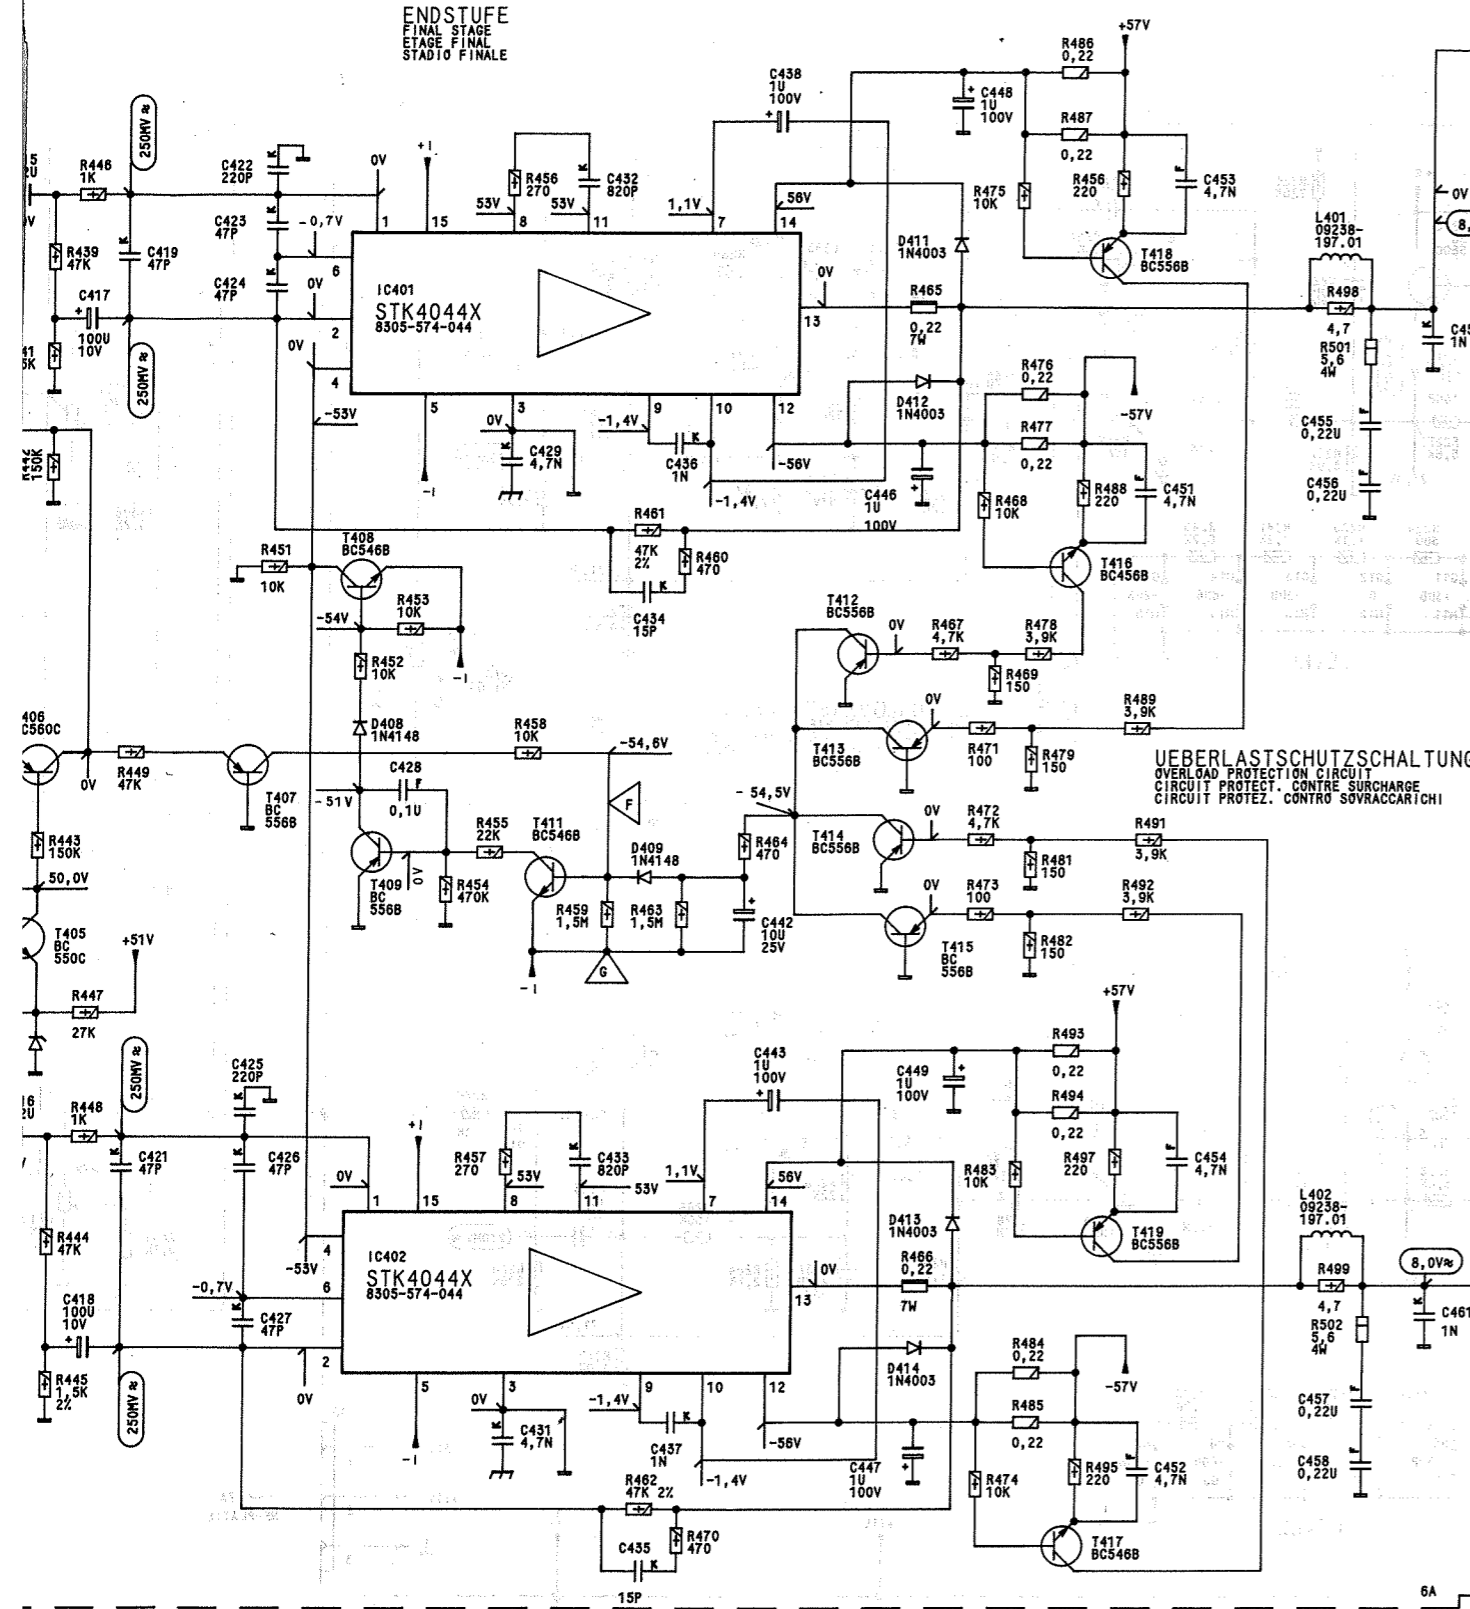 ENDSTUFE
FINAL STAGE
ETAGE FINAL
STADIO FINALE
+57V
R486
0,22
C438
1U
100V
C448
1U
100V
R487
0,22
250MV ≈
R446
1K
C422
220P
0V
+I
R456
270
C432
820P
53V
53V
1,1V
56V
R475
10K
R456
220
C453
4,7N
0V
C423
47P
-0,7V
1
15
8
11
7
14
L401
09238-
197.01
R439
47K
C419
47P
6
D411
1N4003
T418
BC556B
C424
47P
0V
IC401
STK4044X
8305-574-044
0V
R465
0,22
7W
R498
4,7
C417
100U
10V
2
13
0V
4
R501
5,6
4W
1N
250MV ≈
R476
0,22
-57V
D412
1N4003
5
3
9
10
12
-53V
0V
-1,4V
R477
0,22
C455
0,22U
150K
C429
4,7N
C436
1N
-56V
-I
-1,4V
C446
1U
100V
R468
10K
R488
220
C451
4,7N
C456
0,22U
R461
47K
2%
R460
470
C434
15P
R451
10K
T408
BC546B
T416
BC456B
-54V
R453
10K
-I
T412
BC556B
0V
R467
4,7K
R478
3,9K
R452
10K
R469
150
D408
1N4148
R458
10K
-54,6V
0V
R489
3,9K
T413
BC556B
R471
100
R479
150
R449
47K
0V
T407
BC
556B
C428
0,1U
-51V
F
UEBERLASTSCHUTZSCHALTUNG
OVERLOAD PROTECTION CIRCUIT
CIRCUIT PROTECT. CONTRE SURCHARGE
CIRCUIT PROTEZ. CONTRO SOVRACCARICHI
-54,5V
R443
150K
R455
22K
T411
BC546B
D409
1N4148
R464
470
T414
BC556B
0V
R472
4,7K
R491
3,9K
R481
150
50,0V
T409
BC
556B
0V
R454
470K
R459
1,5M
R463
1,5M
C442
10U
25V
0V
R473
100
R492
3,9K
T415
BC
556B
R482
150
T405
BC
550C
+51V
G
-I
R447
27K
+57V
R493
0,22
250MV ≈
C425
220P
C443
1U
100V
C449
1U
100V
R494
0,22
R448
1K
+I
C421
47P
C426
47P
0V
R457
270
C433
820P
53V
53V
1,1V
56V
R483
10K
R497
220
C454
4,7N
1
15
8
11
7
14
L402
09238-
197.01
R444
47K
4
-53V
D413
1N4003
T419
BC556B
IC402
STK4044X
8305-574-044
0V
R466
0,22
7W
R499
4,7
8,0V≈
-0,7V
6
13
C418
100U
10V
C427
47P
2
R502
5,6
4W
C461
1N
R445
1,5K
2%
250MV ≈
0V
R484
0,22
-57V
D414
1N4003
5
3
9
10
12
0V
-1,4V
R485
0,22
C457
0,22U
C431
4,7N
C437
1N
-56V
-I
-1,4V
C447
1U
100V
R474
10K
R495
220
C452
4,7N
C458
0,22U
R462
47K 2%
R470
470
C435
15P
T417
BC546B
6A